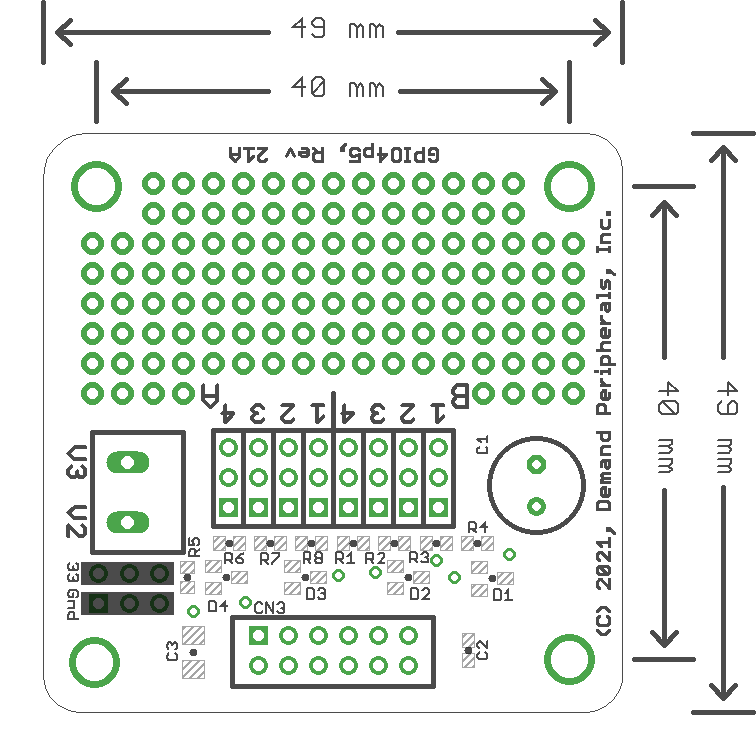 49 mm
40 mm
GPIO4p5, Rev 21A
(C) 2021, Demand Peripherals, Inc.
40 mm
49 mm
A
B
4 3 2 1 4 3 2 1
C1
V3
V2
R5
R6 R7 R8 R1 R2 R3 R4
33
Gnd
D4 CN3 D3 D2 D1
C3
C2